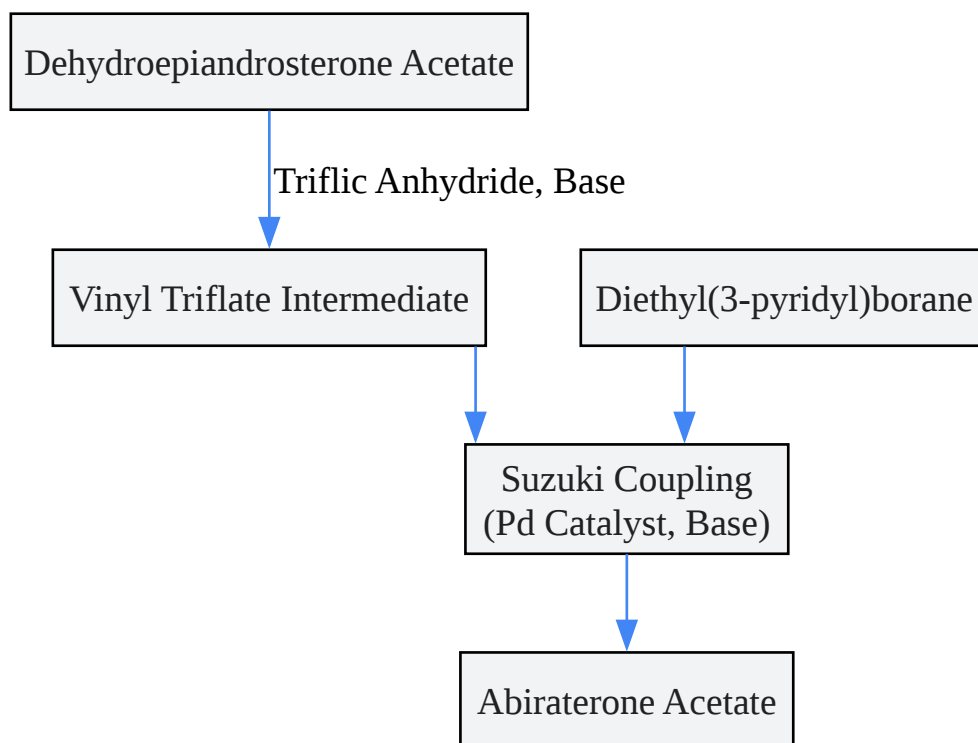 Dehydroepiandrosterone Acetate
Triflic Anhydride, Base
Vinyl Triflate Intermediate
Diethyl(3-pyridyl)borane
Suzuki Coupling
(Pd Catalyst, Base)
Abiraterone Acetate